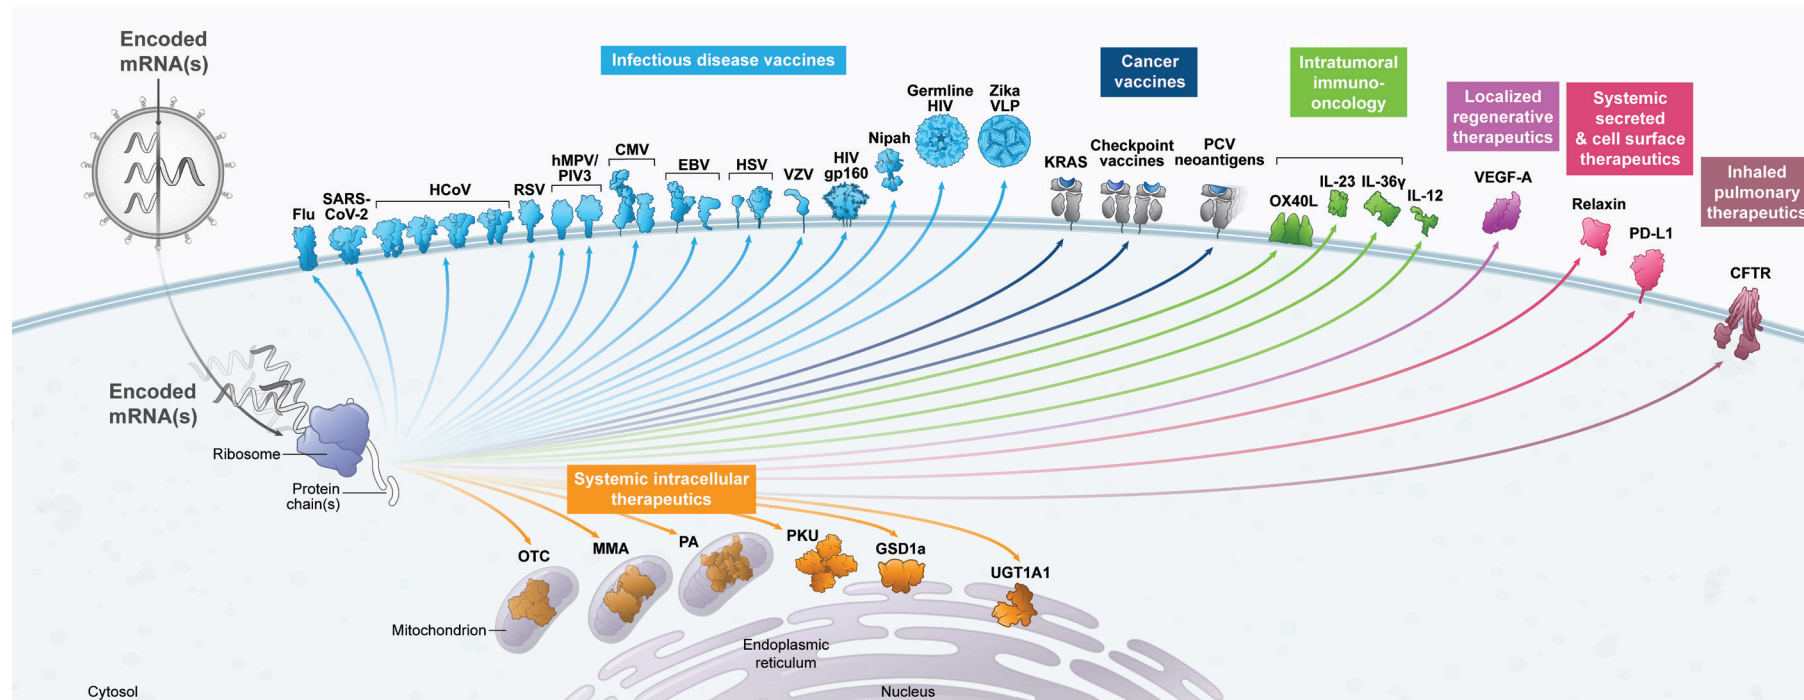 Encoded
mRNA(s)
Infectious disease vaccines
Cancer
vaccines
Cancer
Intratumoral
immuno-
oncology
Localized
regenerative
therapeutics
Systemic
secreted
& cell surface
therapeutics
Inhaled
pulmonary
therapeutics
Flu
SARS-
CoV-2
HCoV
RSV
hMPV/
PIV3
CMV
EBV
HSV
VZV
HIV
gp160
Nipah
Germline
HIV
Zika
VLP
KRAS
Checkpoint
vaccines
PCV
neoantigens
OX40L
IL-23
IL-36γ
IL-12
VEGF-A
Relaxin
PD-L1
CFTR
Encoded
mRNA(s)
Ribosome
Protein
chain(s)
Systemic intracellular
therapeutics
OTC
MMA
PA
PKU
GSD1a
UGT1A1
Mitochondrion
Endoplasmic
reticulum
Cytosol
Nucleus